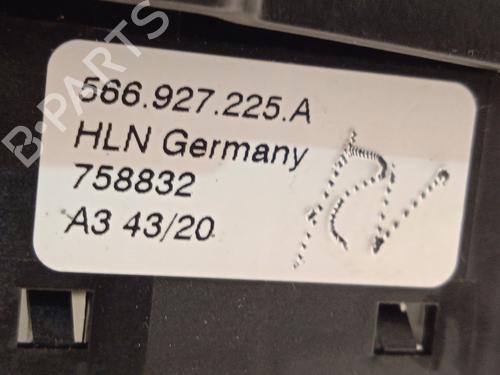 566.927.225.A
HLN Germany
758832
A3 43/20
B-PARTS